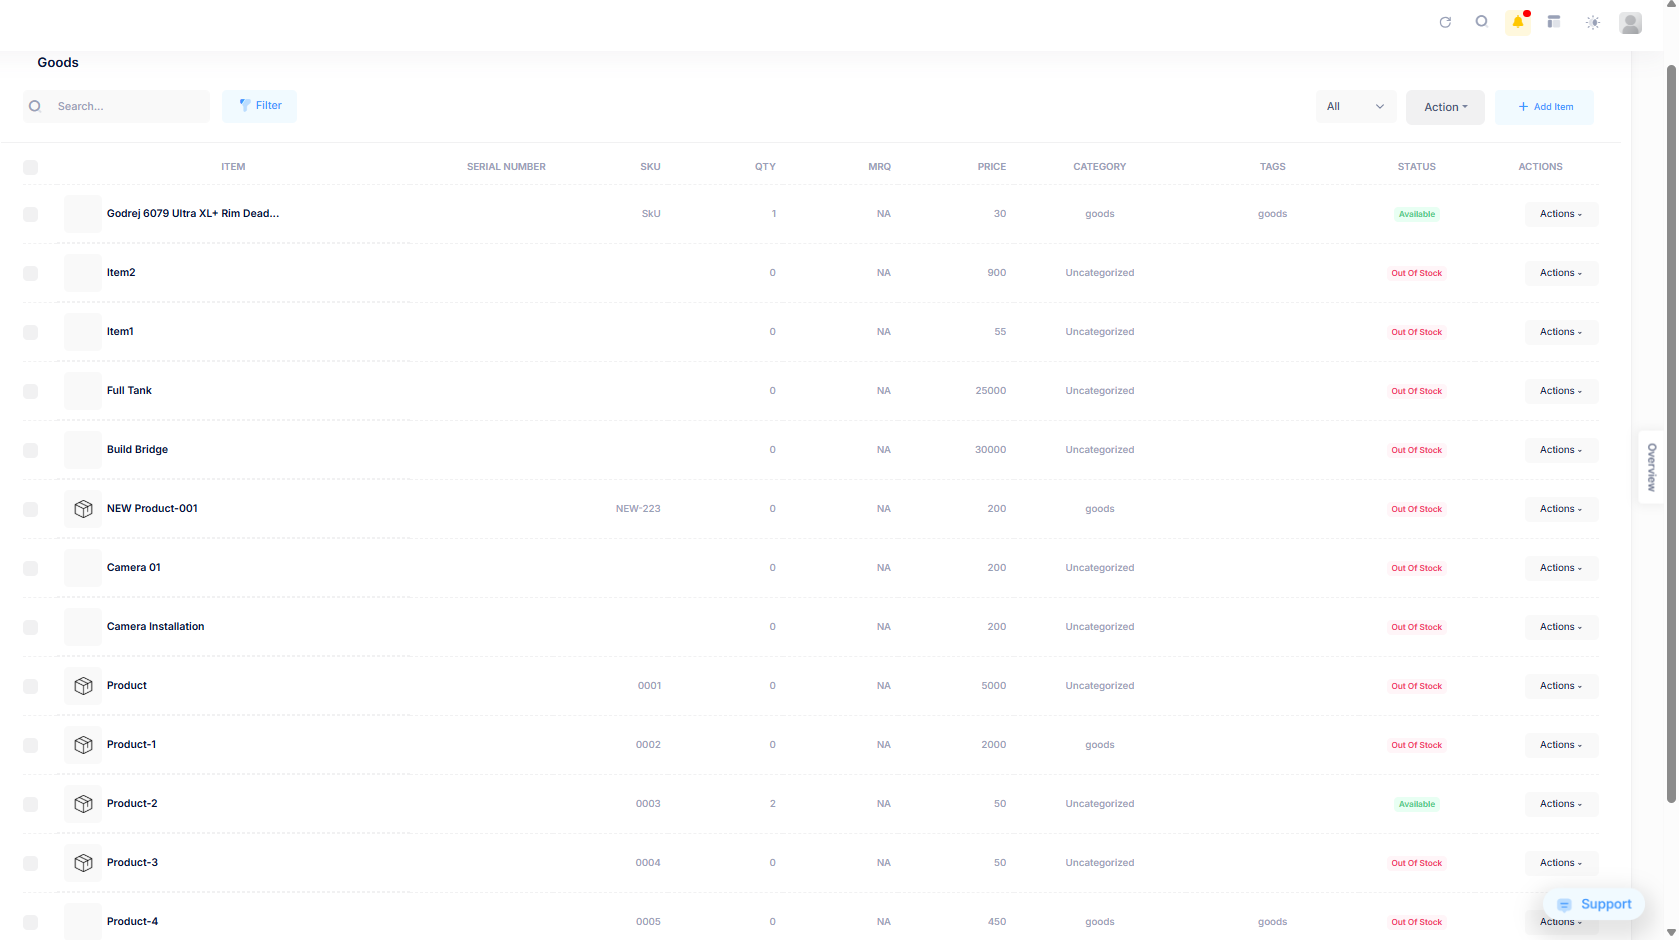 Goods
Search...
Filter
All
Action
Add Item
ITEM SERIAL NUMBER SKU QTY MRQ PRICE CATEGORY TAGS STATUS ACTIONS
Godrej 6079 Ultra XL+ Rim Dead... SkU 1 NA 30 goods goods Available Actions
Item2 0 NA 900 Uncategorized Out Of Stock Actions
Item1 0 NA 55 Uncategorized Out Of Stock Actions
Full Tank 0 NA 25000 Uncategorized Out Of Stock Actions
Build Bridge 0 NA 30000 Uncategorized Out Of Stock Actions
Overview
NEW Product-001 NEW-223 0 NA 200 goods Out Of Stock Actions
Camera 01 0 NA 200 Uncategorized Out Of Stock Actions
Camera Installation 0 NA 200 Uncategorized Out Of Stock Actions
Product 0001 0 NA 5000 Uncategorized Out Of Stock Actions
Product-1 0002 0 NA 2000 goods Out Of Stock Actions
Product-2 0003 2 NA 50 Uncategorized Available Actions
Product-3 0004 0 NA 50 Uncategorized Out Of Stock Actions
Support
Product-4 0005 0 NA 450 goods goods Out Of Stock Actions